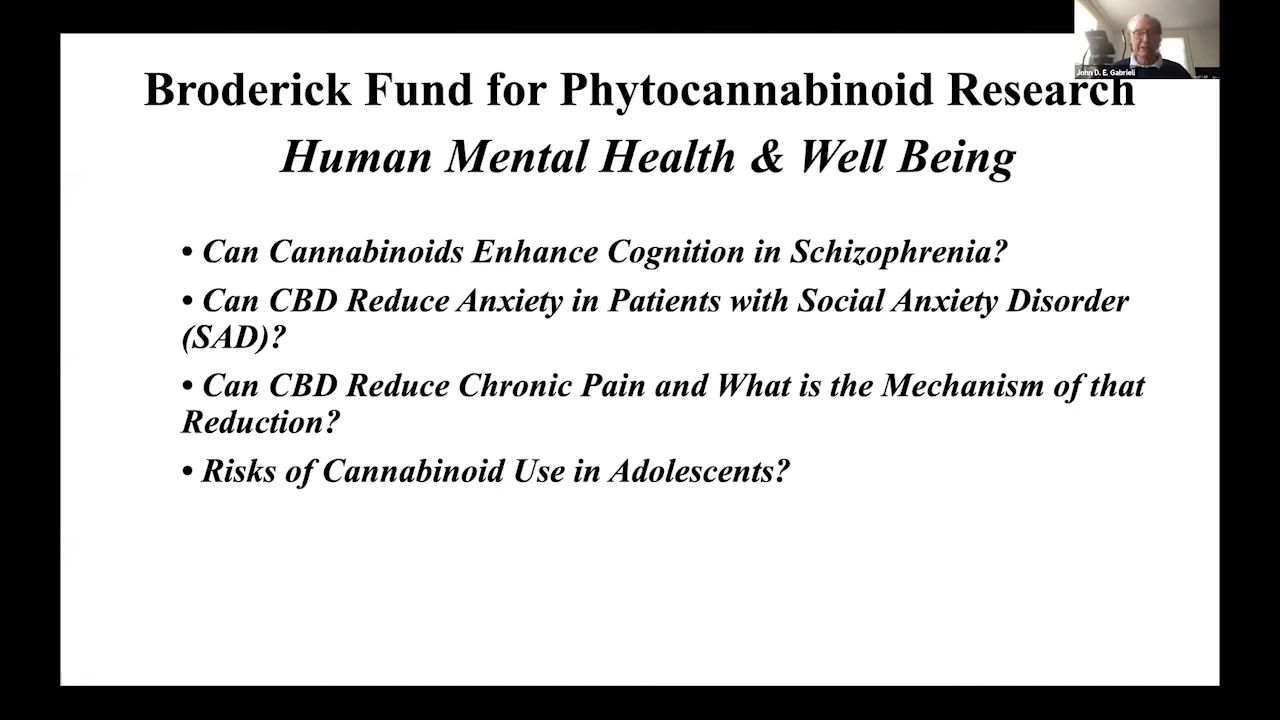 John D. E. Gabrieli
Broderick Fund for Phytocannabinoid Research
Human Mental Health & Well Being
• Can Cannabinoids Enhance Cognition in Schizophrenia?
• Can CBD Reduce Anxiety in Patients with Social Anxiety Disorder
(SAD)?
• Can CBD Reduce Chronic Pain and What is the Mechanism of that
Reduction?
• Risks of Cannabinoid Use in Adolescents?